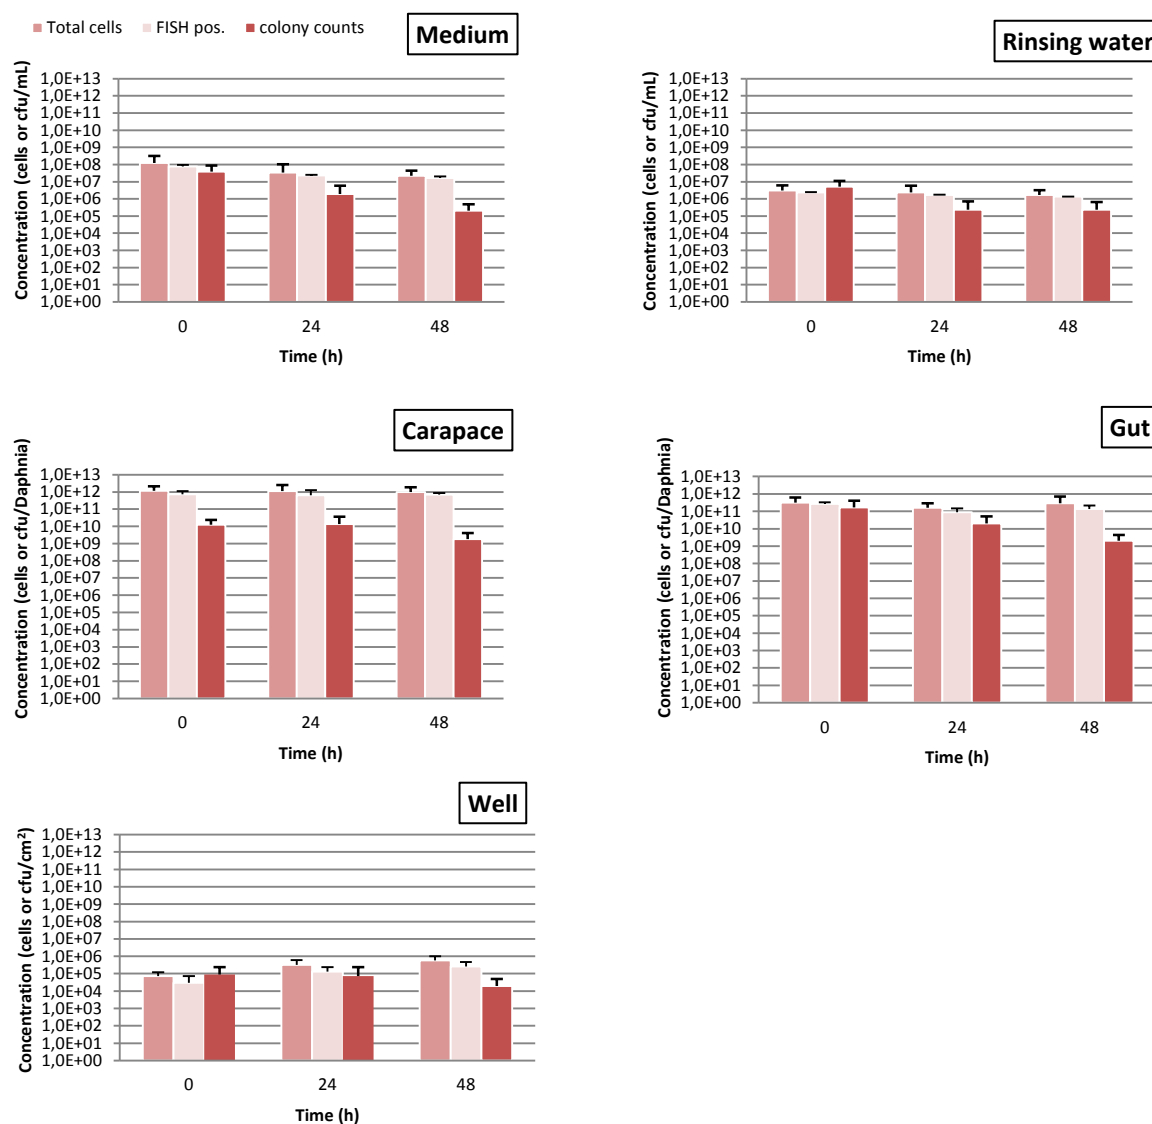 Total cells FISH pos. colony counts
Medium
Concentration (cells or cfu/mL)
1,0E+13
1,0E+12
1,0E+11
1,0E+10
1,0E+09
1,0E+08
1,0E+07
1,0E+06
1,0E+05
1,0E+04
1,0E+03
1,0E+02
1,0E+01
1,0E+00
0 24 48
Time (h)
Rinsing water
Concentration (cells or cfu/mL)
1,0E+13
1,0E+12
1,0E+11
1,0E+10
1,0E+09
1,0E+08
1,0E+07
1,0E+06
1,0E+05
1,0E+04
1,0E+03
1,0E+02
1,0E+01
1,0E+00
0 24 48
Time (h)
Carapace
Concentration (cells or cfu/Daphnia)
1,0E+13
1,0E+12
1,0E+11
1,0E+10
1,0E+09
1,0E+08
1,0E+07
1,0E+06
1,0E+05
1,0E+04
1,0E+03
1,0E+02
1,0E+01
1,0E+00
0 24 48
Time (h)
Gut
Concentration (cells or cfu/Daphnia)
1,0E+13
1,0E+12
1,0E+11
1,0E+10
1,0E+09
1,0E+08
1,0E+07
1,0E+06
1,0E+05
1,0E+04
1,0E+03
1,0E+02
1,0E+01
1,0E+00
0 24 48
Time (h)
Well
Concentration (cells or cfu/cm²)
1,0E+13
1,0E+12
1,0E+11
1,0E+10
1,0E+09
1,0E+08
1,0E+07
1,0E+06
1,0E+05
1,0E+04
1,0E+03
1,0E+02
1,0E+01
1,0E+00
0 24 48
Time (h)